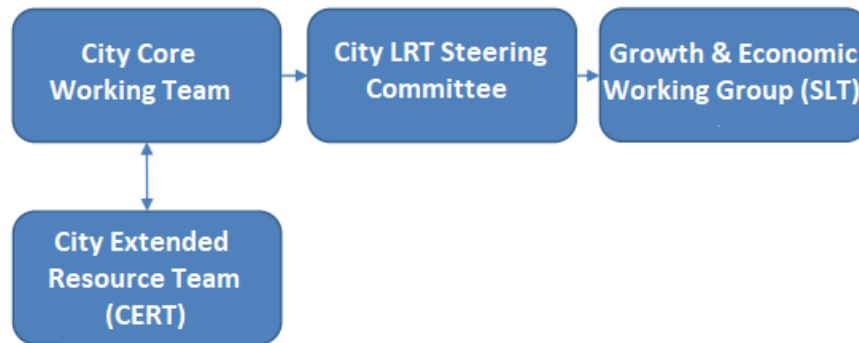 City Core
Working Team
City LRT Steering
Committee
Growth & Economic
Working Group (SLT)
City Extended
Resource Team
(CERT)